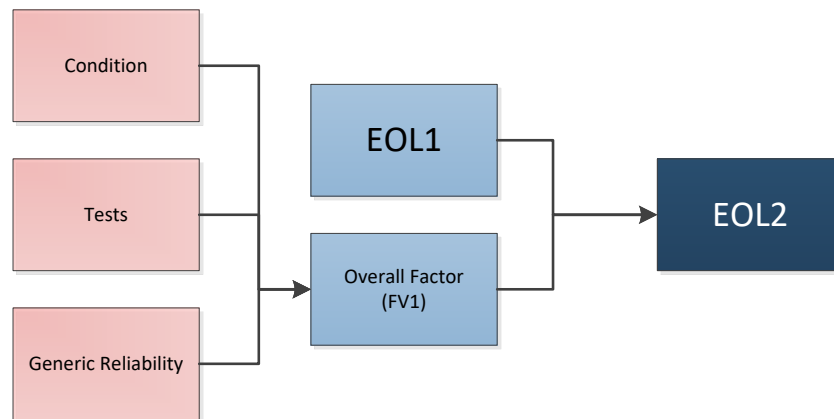 Condition
Tests
Generic Reliability
EOL1
Overall Factor
(FV1)
EOL2